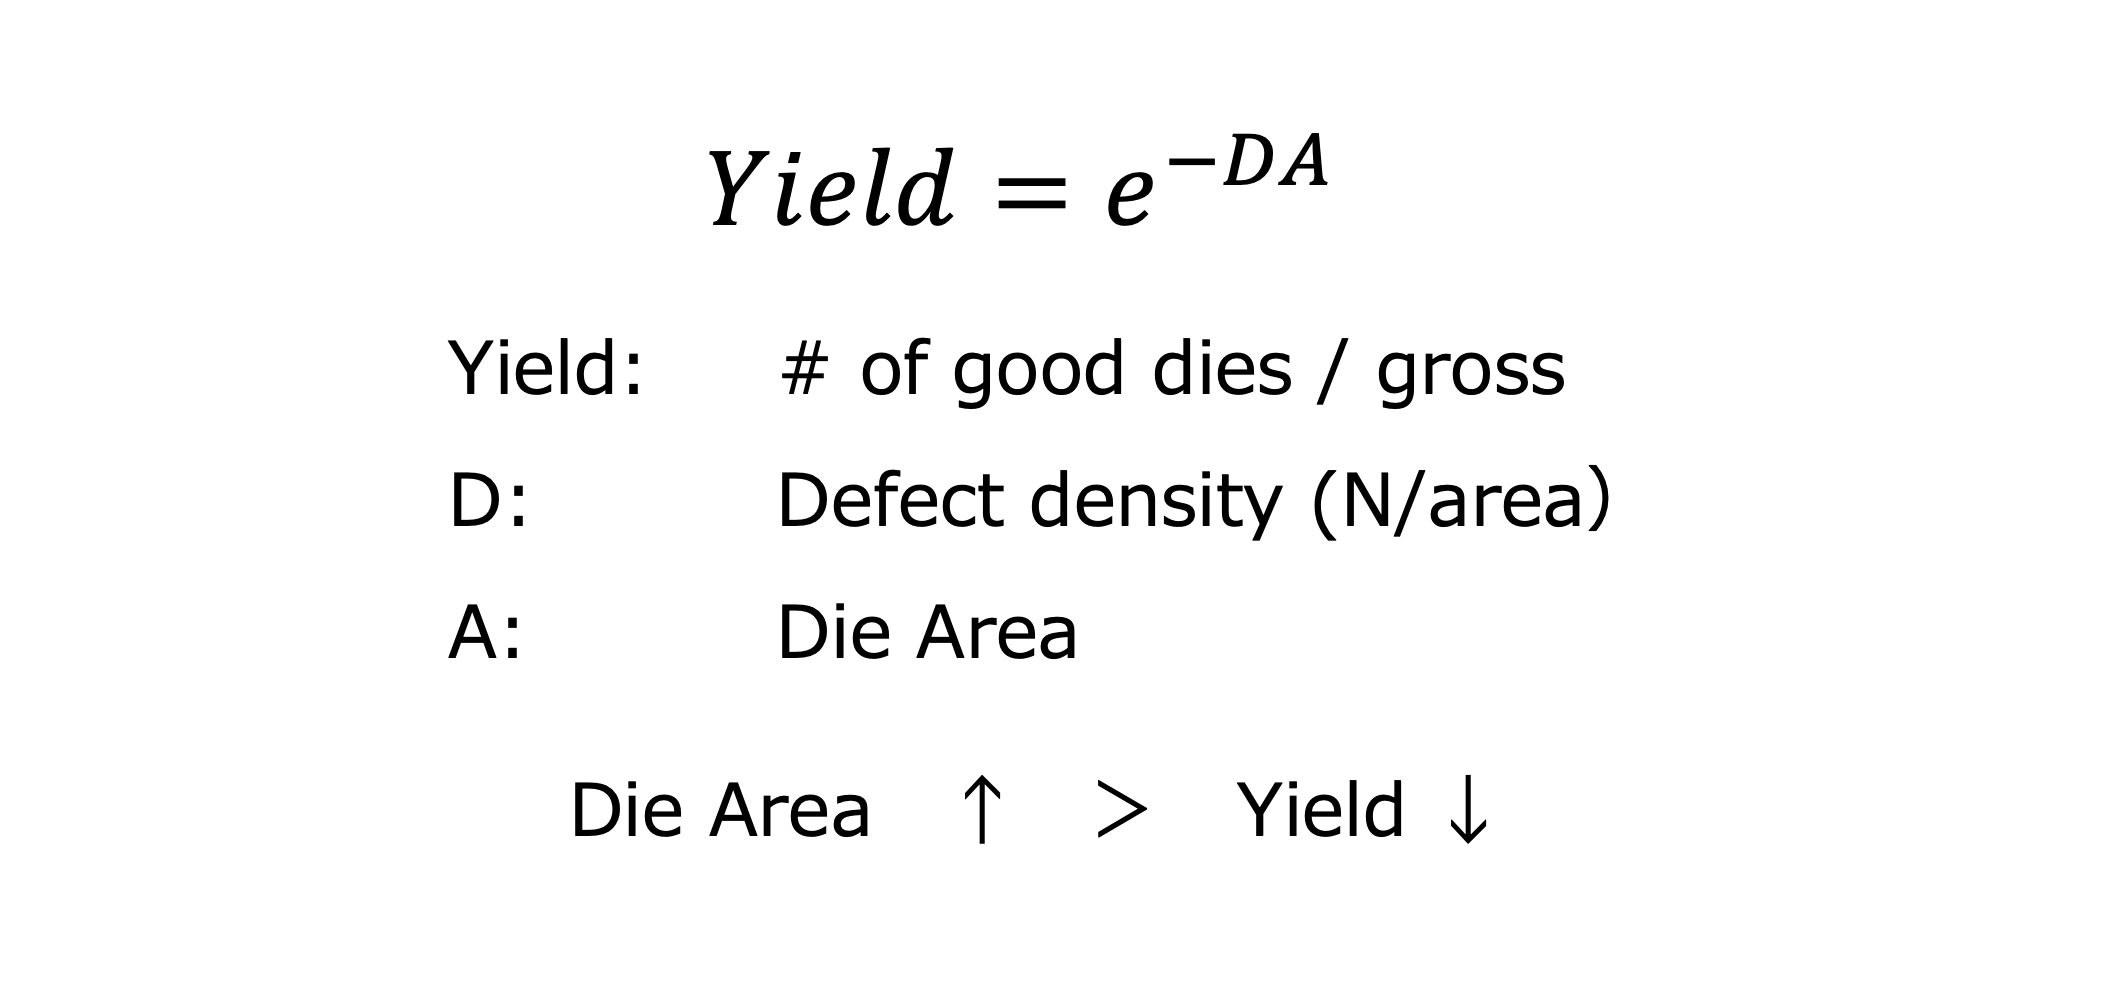 Yield = e^{-DA}
Yield: # of good dies / gross
D: Defect density (N/area)
A: Die Area
Die Area ↑ > Yield ↓